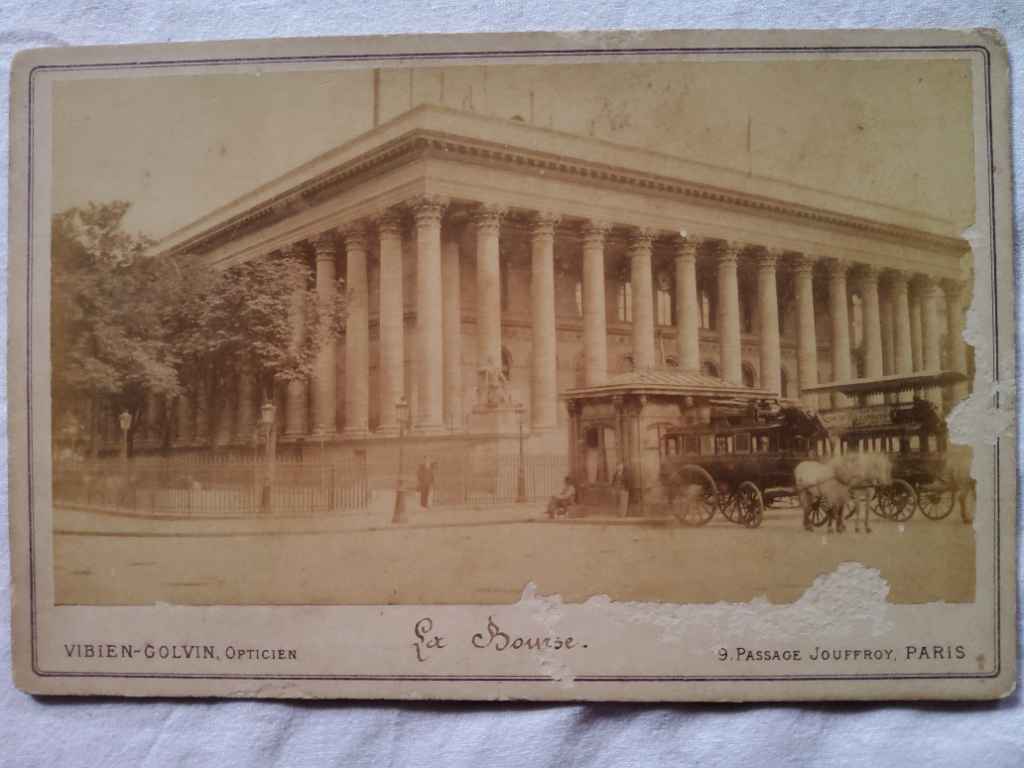 La Bourse.
VIBIEN-GOLVIN, OPTICIEN
9. PASSAGE JOUFFROY, PARIS